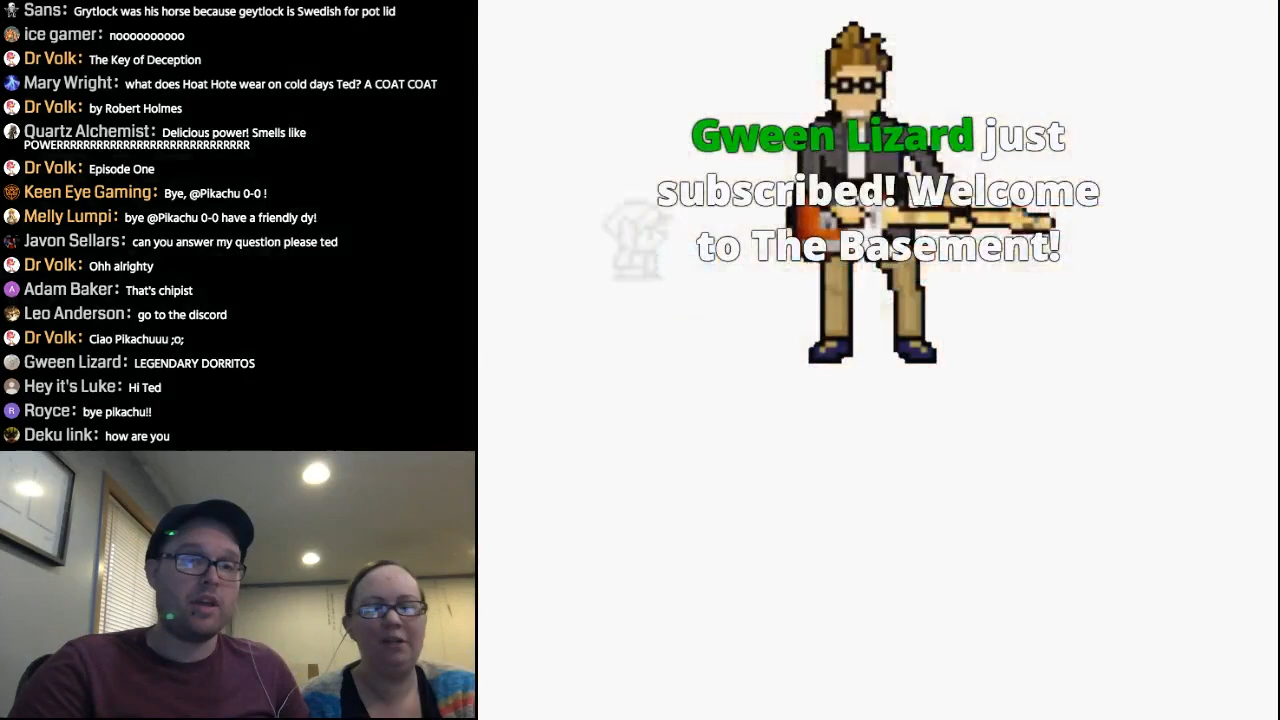 Sans: Grytlock was his horse because geytlock is Swedish for pot lid
ice gamer: noooooooooo
Dr Volk: The Key of Deception
Mary Wright: what does Hoat Hote wear on cold days Ted? A COAT COAT
Dr Volk: by Robert Holmes
Quartz Alchemist: Delicious power! Smells like
POWERRRRRRRRRRRRRRRRRRRRRRRRRRRR
Dr Volk: Episode One
Keen Eye Gaming: Bye, @Pikachu 0-0 !
Melly Lumpi: bye @Pikachu 0-0 have a friendly dy!
Javon Sellars: can you answer my question please ted
Dr Volk: Ohh alrighty
Adam Baker: That's chipist
Leo Anderson: go to the discord
Dr Volk: Ciao Pikachuuu ;o;
Gween Lizard: LEGENDARY DORRITOS
Hey it's Luke: Hi Ted
Royce: bye pikachu!!
Deku link: how are you
Gween Lizard just
subscribed! Welcome
to The Basement!